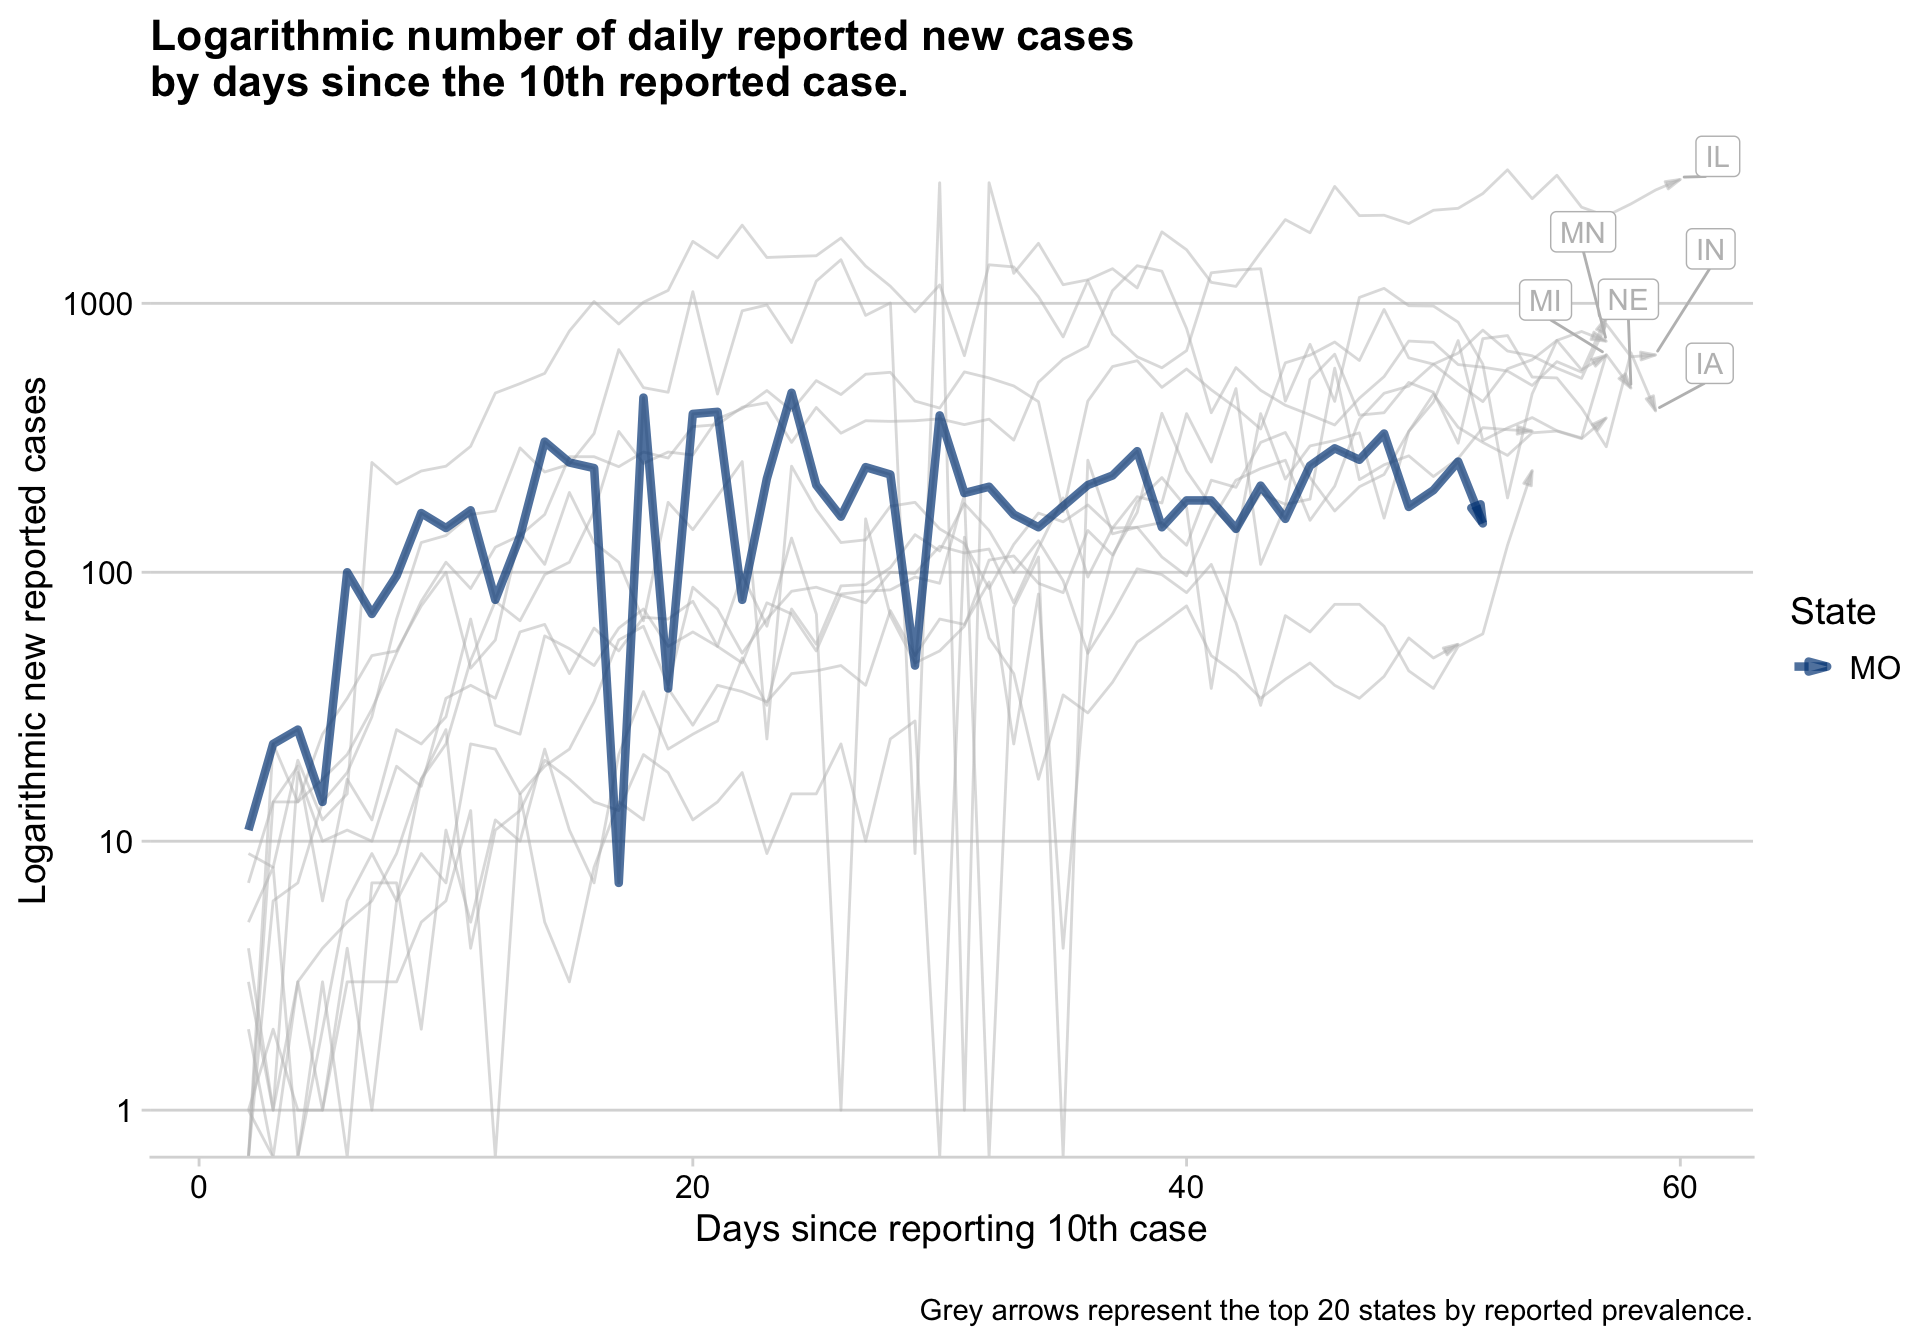 Logarithmic number of daily reported new cases
by days since the 10th reported case.
Logarithmic new reported cases
1000
100
10
1
IL
MN
IN
MI
NE
IA
State
MO
0
20
40
60
Days since reporting 10th case
Grey arrows represent the top 20 states by reported prevalence.